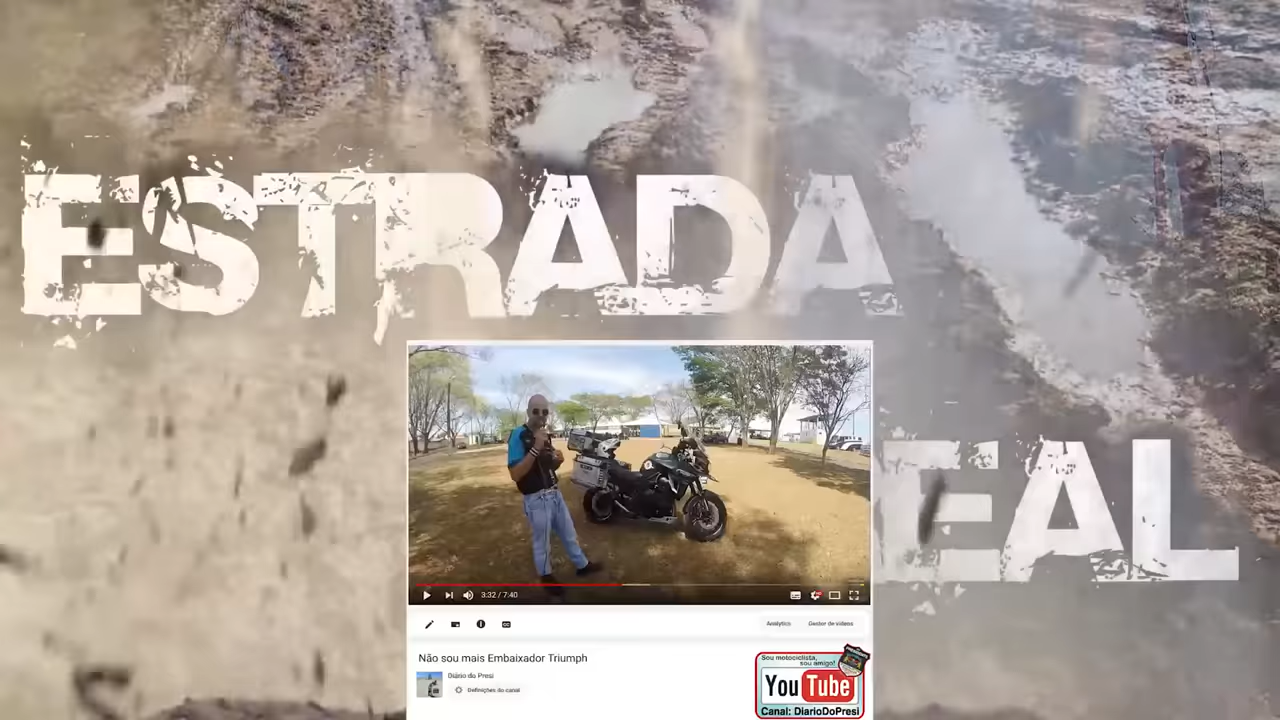 ESTRADA
EAL
3:32 / 7:40
Analytics
Gestor de vídeos
Não sou mais Embaixador Triumph
Diário do Presi
Definições do canal
Sou motociclista,
sou amigo!
YouTube
Canal: DiarioDoPresi